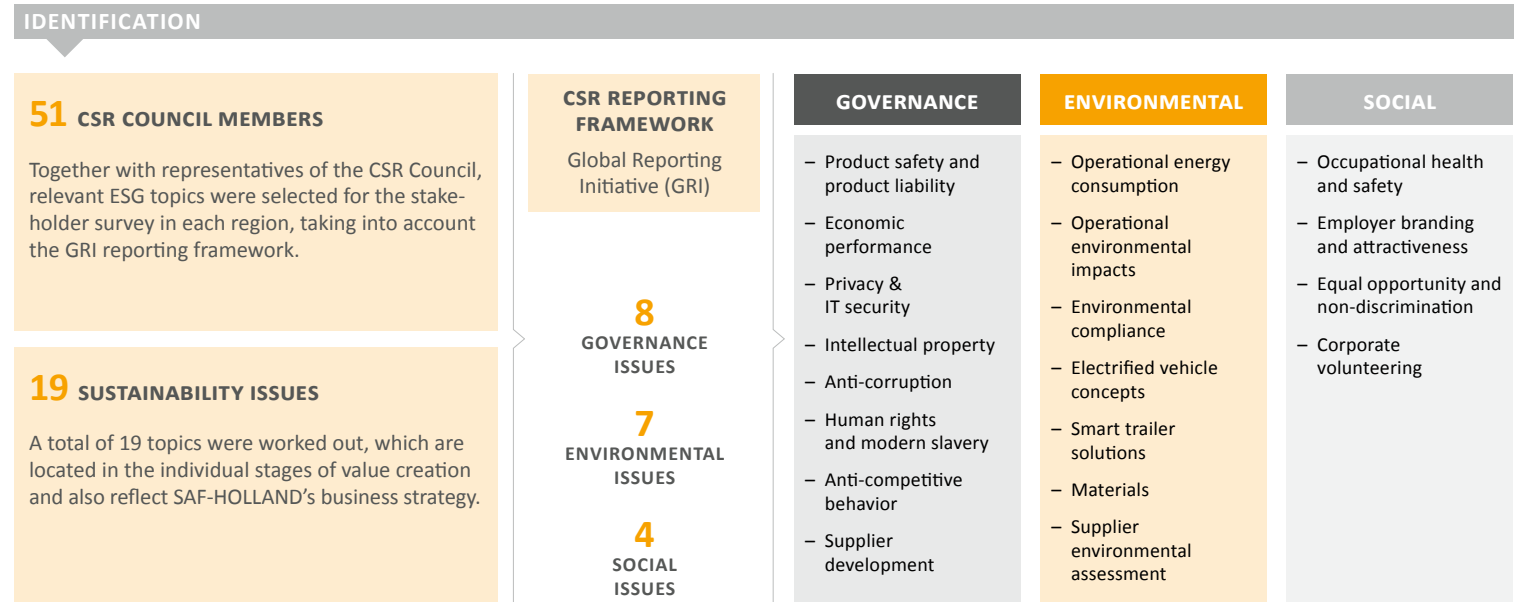 IDENTIFICATION
51 CSR COUNCIL MEMBERS
Together with representatives of the CSR Council,
relevant ESG topics were selected for the stake-
holder survey in each region, taking into account
the GRI reporting framework.
19 SUSTAINABILITY ISSUES
A total of 19 topics were worked out, which are
located in the individual stages of value creation
and also reflect SAF-HOLLAND’s business strategy.
CSR REPORTING
FRAMEWORK
Global Reporting
Initiative (GRI)
8
GOVERNANCE
ISSUES
7
ENVIRONMENTAL
ISSUES
4
SOCIAL
ISSUES
GOVERNANCE
– Product safety and
product liability
– Economic
performance
– Privacy &
IT security
– Intellectual property
– Anti-corruption
– Human rights
and modern slavery
– Anti-competitive
behavior
– Supplier
development
ENVIRONMENTAL
– Operational energy
consumption
– Operational
environmental
impacts
– Environmental
compliance
– Electrified vehicle
concepts
– Smart trailer
solutions
– Materials
– Supplier
environmental
assessment
SOCIAL
– Occupational health
and safety
– Employer branding
and attractiveness
– Equal opportunity and
non-discrimination
– Corporate
volunteering